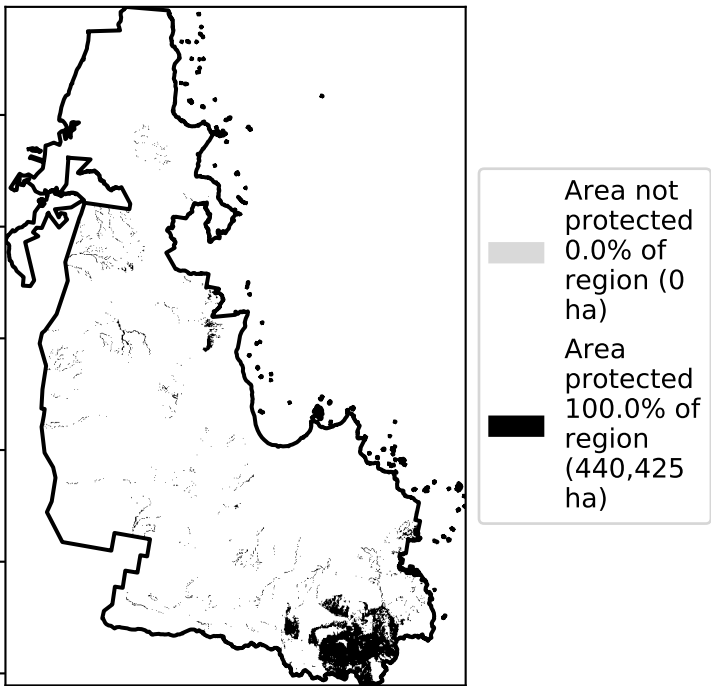 Area not
protected
0.0% of
region (0
ha)
Area
protected
100.0% of
region
(440,425
ha)